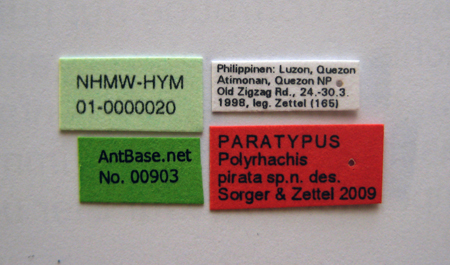 NHMW-HYM
01-0000020
Philippinen: Luzon, Quezon
Atimonan, Quezon NP
Old Zigzag Rd., 24.-30.3.
1998, leg. Zettel (165)
AntBase.net
No. 00903
PARATYPUS
Polyrhachis
pirata sp.n. des.
Sorger & Zettel 2009